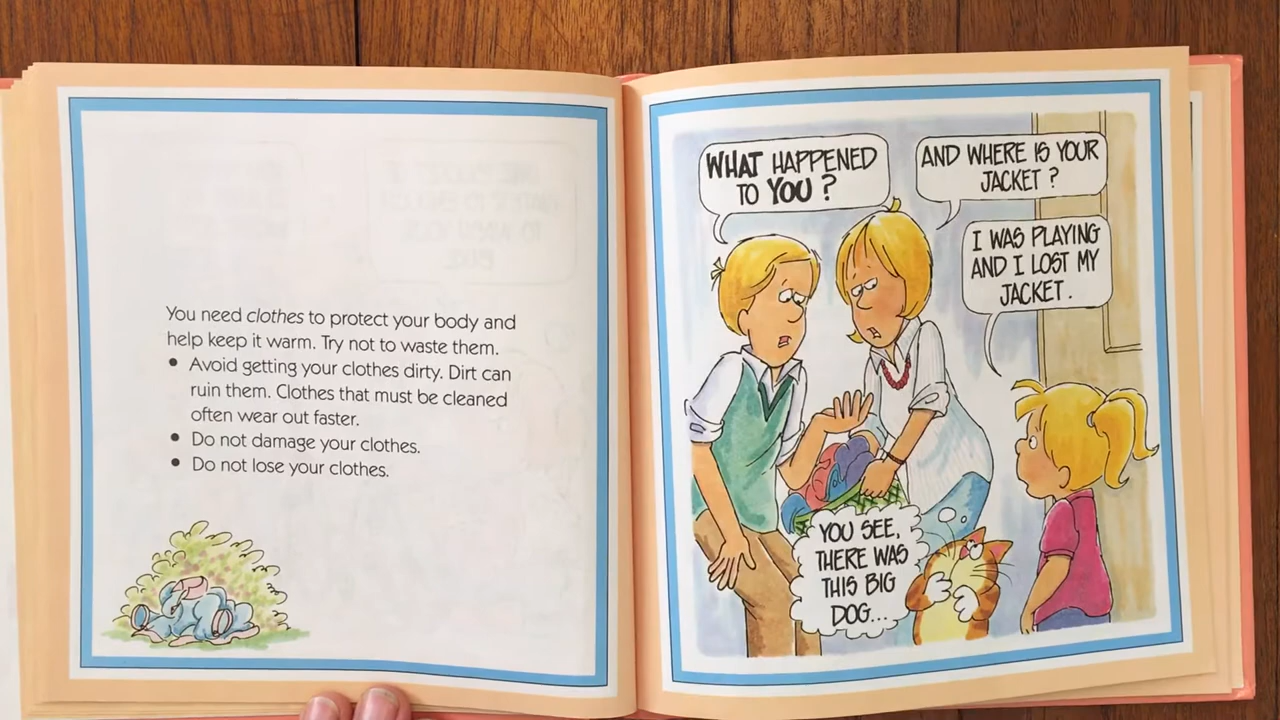 You need clothes to protect your body and
help keep it warm. Try not to waste them.
• Avoid getting your clothes dirty. Dirt can
ruin them. Clothes that must be cleaned
often wear out faster.
• Do not damage your clothes.
• Do not lose your clothes.
WHAT HAPPENED
TO YOU?
AND WHERE IS YOUR
JACKET?
I WAS PLAYING
AND I LOST MY
JACKET.
YOU SEE,
THERE WAS
THIS BIG
DOG...